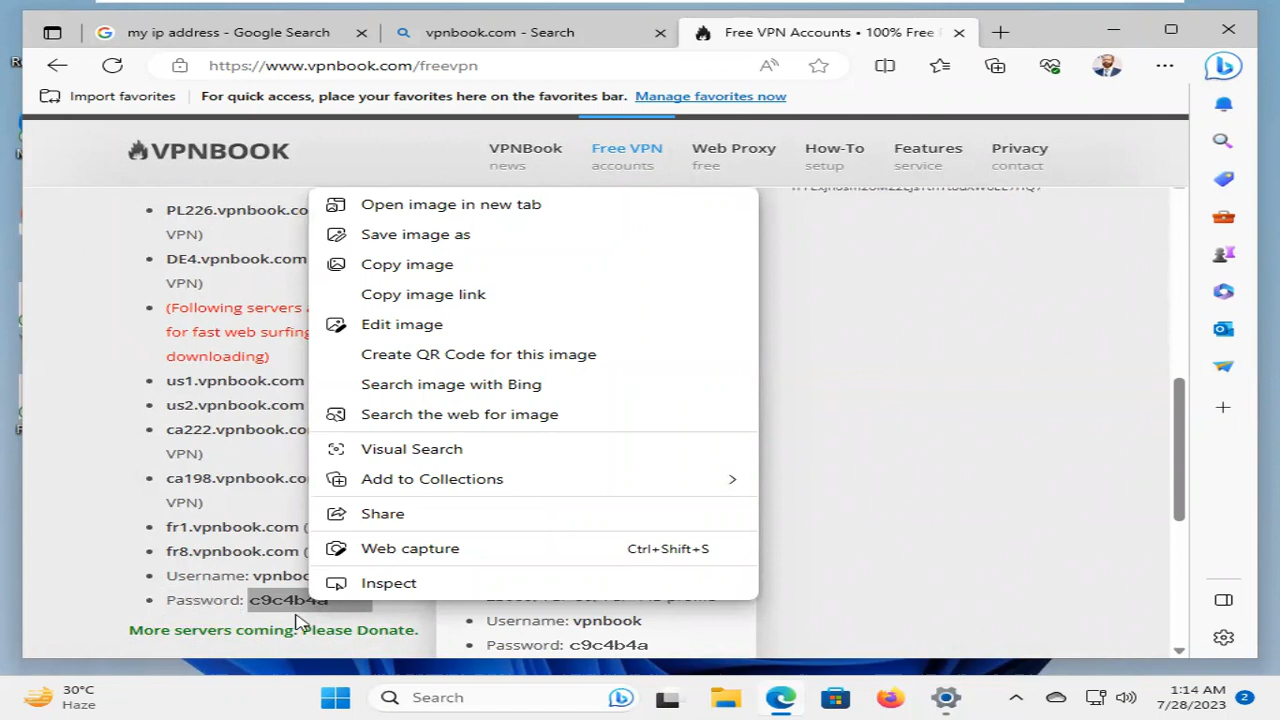 my ip address - Google Search
vpnbook.com - Search
Free VPN Accounts • 100% Free
https://www.vpnbook.com/freevpn
Import favorites
For quick access, place your favorites here on the favorites bar. Manage favorites now
VPNBOOK
VPNBook
news
Free VPN
accounts
Web Proxy
free
How-To
setup
Features
service
Privacy
contact
PL226.vpnbook.co
VPN)
DE4.vpnbook.com
VPN)
(Following servers
for fast web surfing
downloading)
us1.vpnbook.com
us2.vpnbook.com
ca222.vpnbook.co
VPN)
ca198.vpnbook.co
VPN)
fr1.vpnbook.com (
fr8.vpnbook.com (
Username: vpnboo
Password: c9c4b4a
More servers coming. Please Donate.
Open image in new tab
Save image as
Copy image
Copy image link
Edit image
Create QR Code for this image
Search image with Bing
Search the web for image
Visual Search
Add to Collections
Share
Web capture Ctrl+Shift+S
Inspect
Username: vpnbook
Password: c9c4b4a
30°C
Haze
Search
1:14 AM
7/28/2023
2